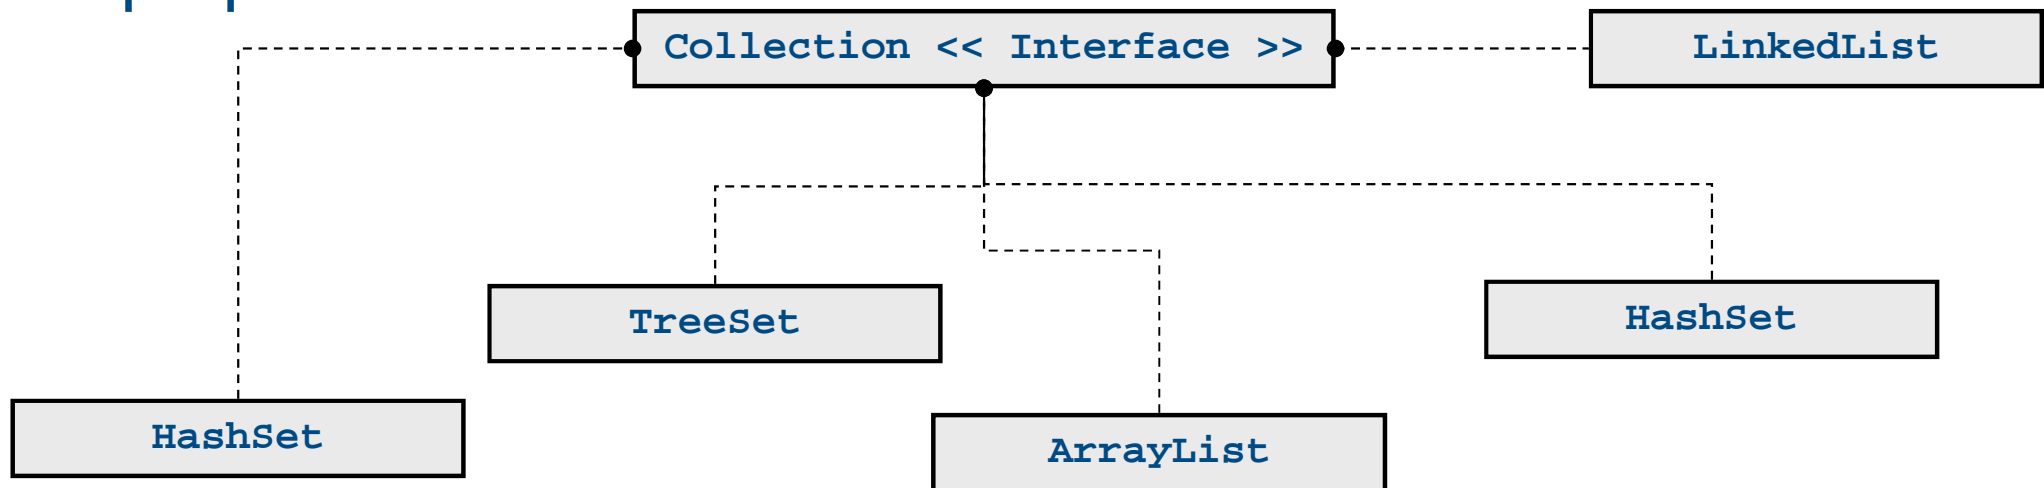 Collection << Interface >>
LinkedList
TreeSet
HashSet
HashSet
ArrayList